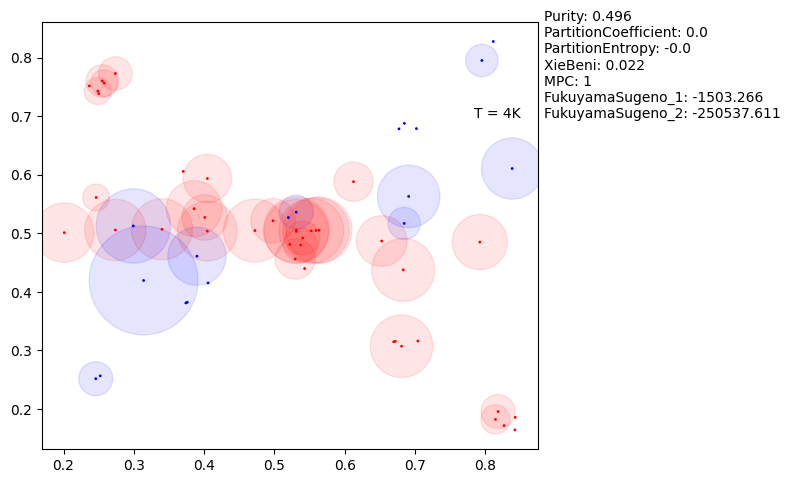 Purity: 0.496
PartitionCoefficient: 0.0
PartitionEntropy: -0.0
XieBeni: 0.022
MPC: 1
FukuyamaSugeno_1: -1503.266
FukuyamaSugeno_2: -250537.611
T = 4K
0.8
0.7
0.6
0.5
0.4
0.3
0.2
0.2 0.3 0.4 0.5 0.6 0.7 0.8